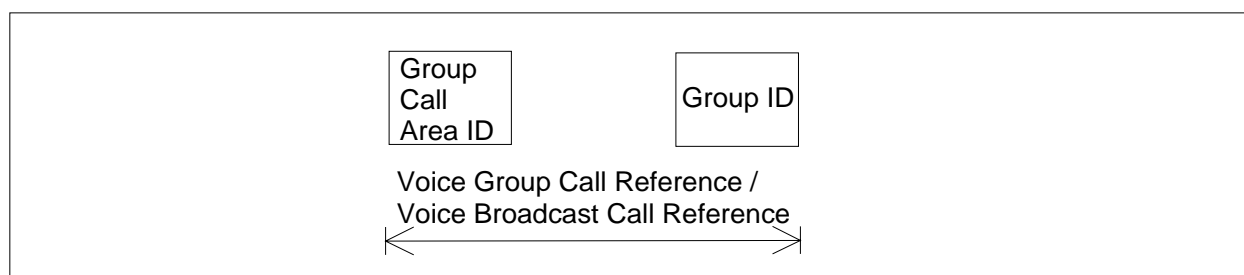 Group
Call
Area ID
Group ID
Voice Group Call Reference /
Voice Broadcast Call Reference